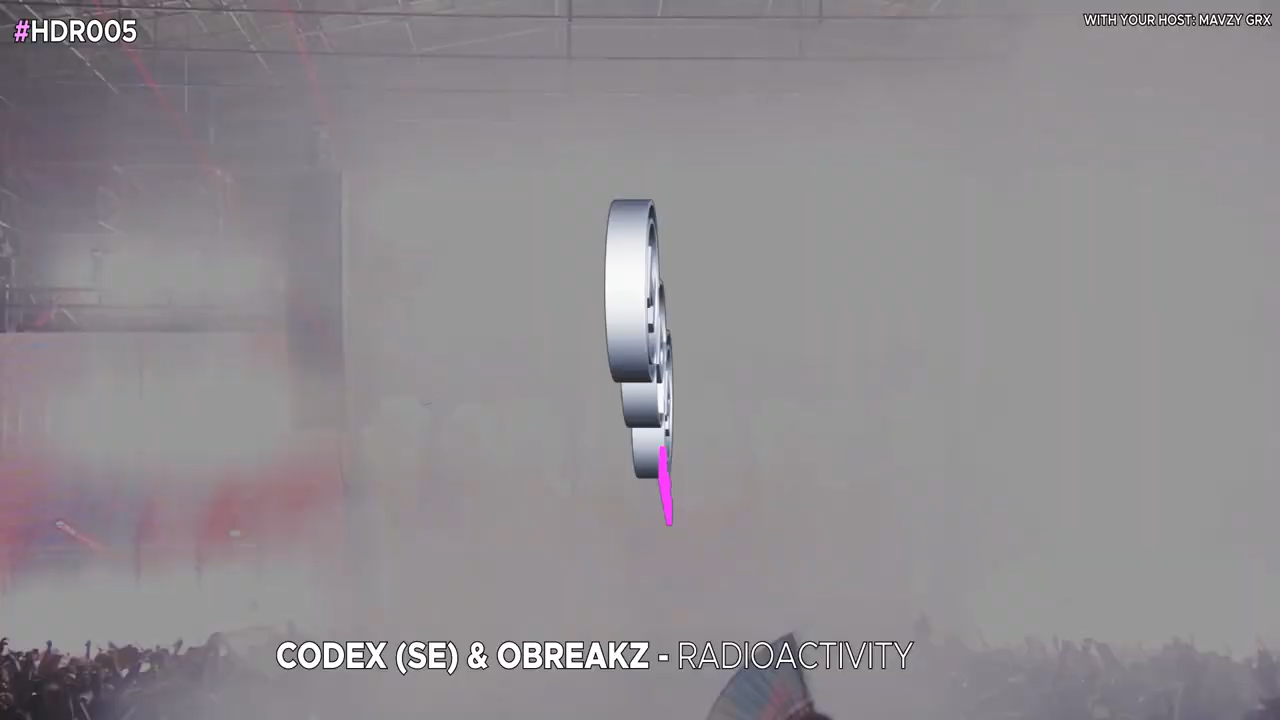 #HDR005
WITH YOUR HOST: MAVZY GRX
CODEX (SE) & OBREAKZ - RADIOACTIVITY